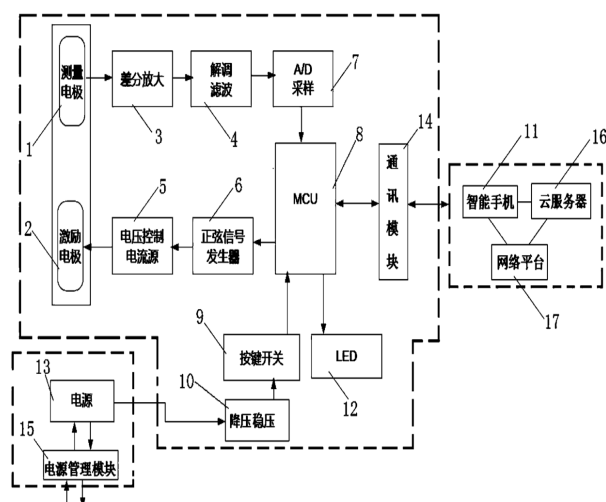 测量
电极
差分放大
解调
滤波
A/D
采样
1
3
4
7
8
14
11
16
5
6
MCU
通
讯
模
块
智能手机
云服务器
激励
电极
电压控制
电流源
正弦信号
发生器
网络平台
2
17
9
按键开关
LED
13
10
12
电源
降压稳压
15
电源管理模块